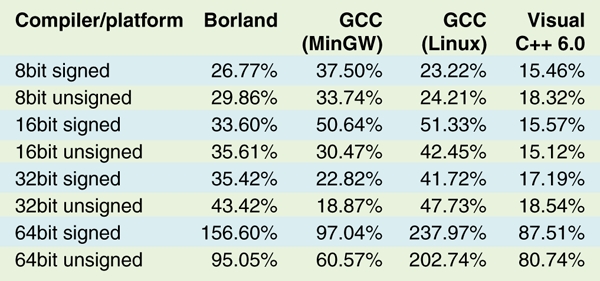 Compiler/platform Borland GCC (MinGW) GCC (Linux) Visual C++ 6.0
8bit signed 26.77% 37.50% 23.22% 15.46%
8bit unsigned 29.86% 33.74% 24.21% 18.32%
16bit signed 33.60% 50.64% 51.33% 15.57%
16bit unsigned 35.61% 30.47% 42.45% 15.12%
32bit signed 35.42% 22.82% 41.72% 17.19%
32bit unsigned 43.42% 18.87% 47.73% 18.54%
64bit signed 156.60% 97.04% 237.97% 87.51%
64bit unsigned 95.05% 60.57% 202.74% 80.74%